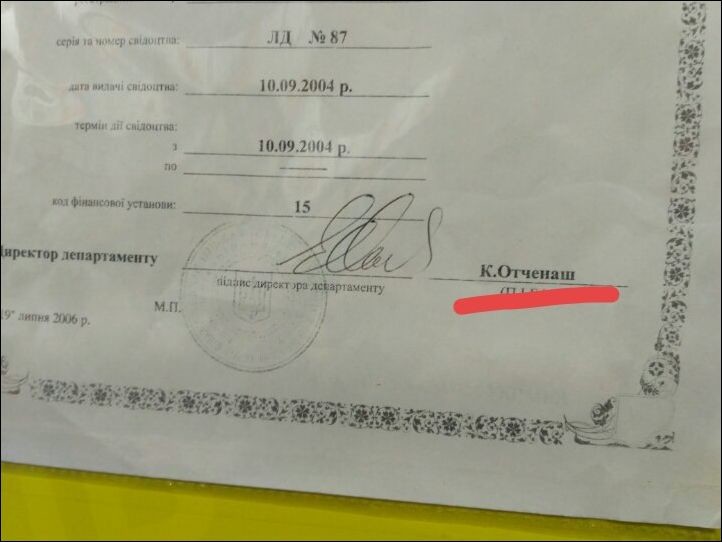 серія та номер свідоцтва: ЛД № 87
дата видачі свідоцтва: 10.09.2004 р.
термін дії свідоцтва:
з 10.09.2004 р.
по
код фінансової установи: 15
Директор департаменту К.Отченаш
підпис директора департаменту
М.П.
19" липня 2006 р.